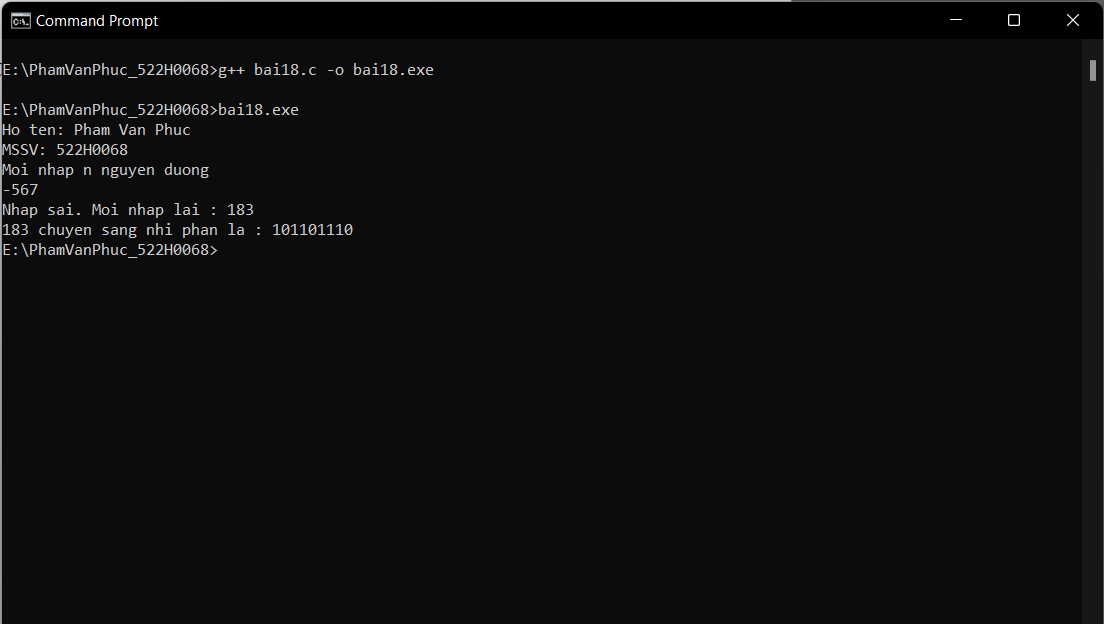 Command Prompt
E:\PhamVanPhuc_522H0068>g++ bai18.c -o bai18.exe
E:\PhamVanPhuc_522H0068>bai18.exe
Ho ten: Pham Van Phuc
MSSV: 522H0068
Moi nhap n nguyen duong
-567
Nhap sai. Moi nhap lai : 183
183 chuyen sang nhi phan la : 101101110
E:\PhamVanPhuc_522H0068>